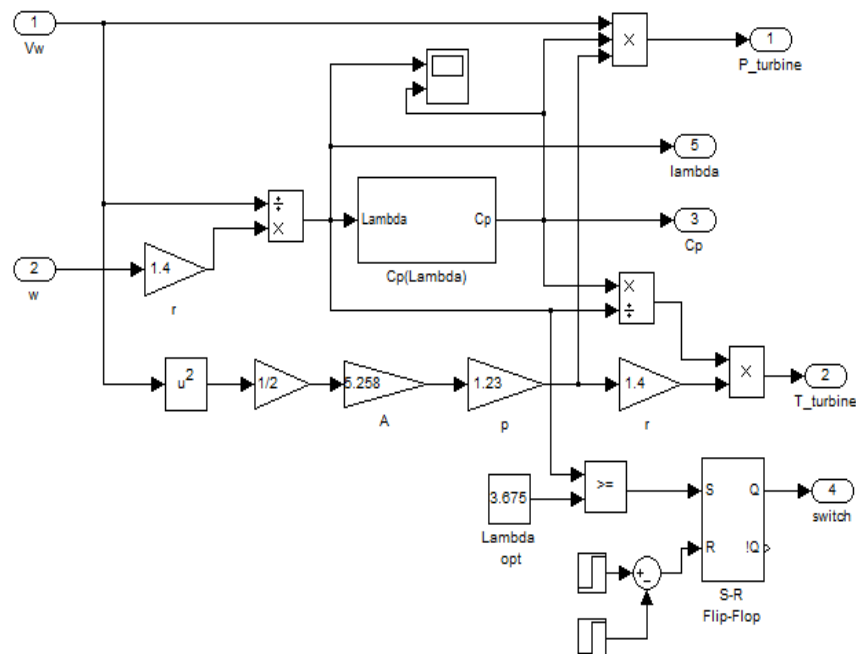 1
Vw
×
1
P_turbine
5
lambda
÷
×
Lambda
Cp
3
Cp
Cp(Lambda)
2
w
1.4
r
×
÷
×
2
T_turbine
u2
1/2
5.258
A
1.23
p
1.4
r
3.675
Lambda
opt
>=
S
Q
R
!Q
S-R
Flip-Flop
4
switch
+
−